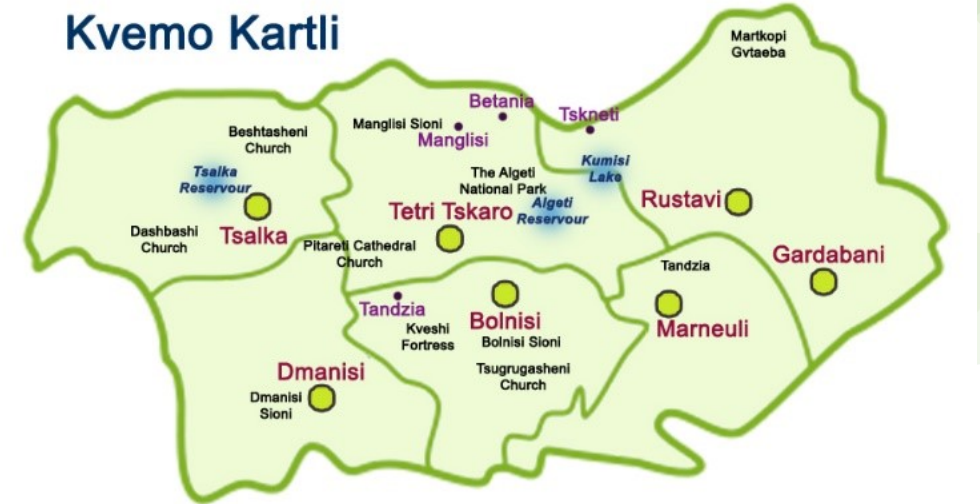 Kvemo Kartli
Martkopi
Gvtaeba
Betania
Tskneti
Manglisi Sioni
Manglisi
Beshtasheni
Church
Kumisi
Lake
Tsalka
Reservour
The Algeti
National Park
Rustavi
Algeti
Reservour
Tetri Tskaro
Dashbashi
Church
Tsalka
Pitareti Cathedral
Church
Gardabani
Tandzia
Tandzia
Bolnisi
Marneuli
Kveshi
Fortress
Bolnisi Sioni
Tsugrugasheni
Church
Dmanisi
Dmanisi
Sioni